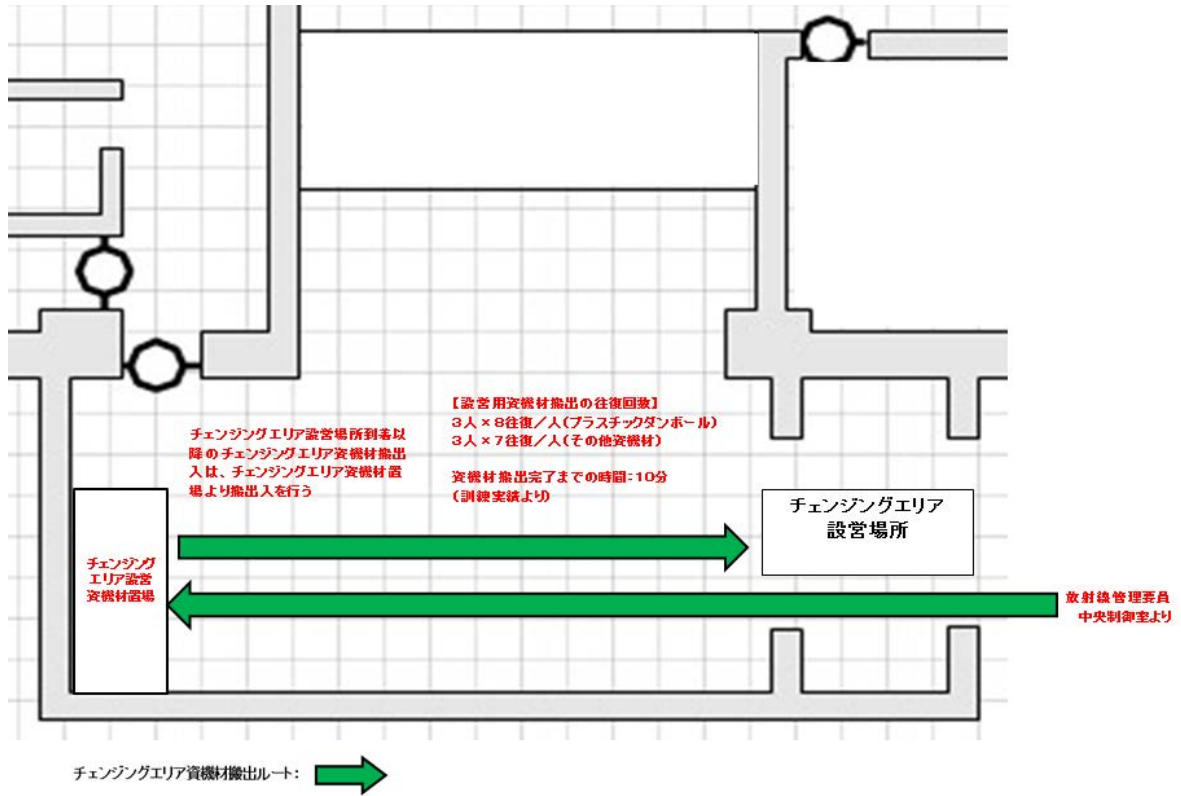 チェンジングエリア設営場所到着以
降のチェンジングエリア資機材搬出
入は、チェンジングエリア資機材置
場より搬出入を行う
【設営用資機材搬出の往復回数】
3人×8往復/人(プラスチックダンボール)
3人×7往復/人(その他資機材)
資機材搬出完了までの時間:10分
(訓練実績より)
チェンジングエリア
設営場所
チェンジング
エリア設営
資機材置場
放射線管理要員
中央制御室より
チェンジングエリア資機材搬出ルート: